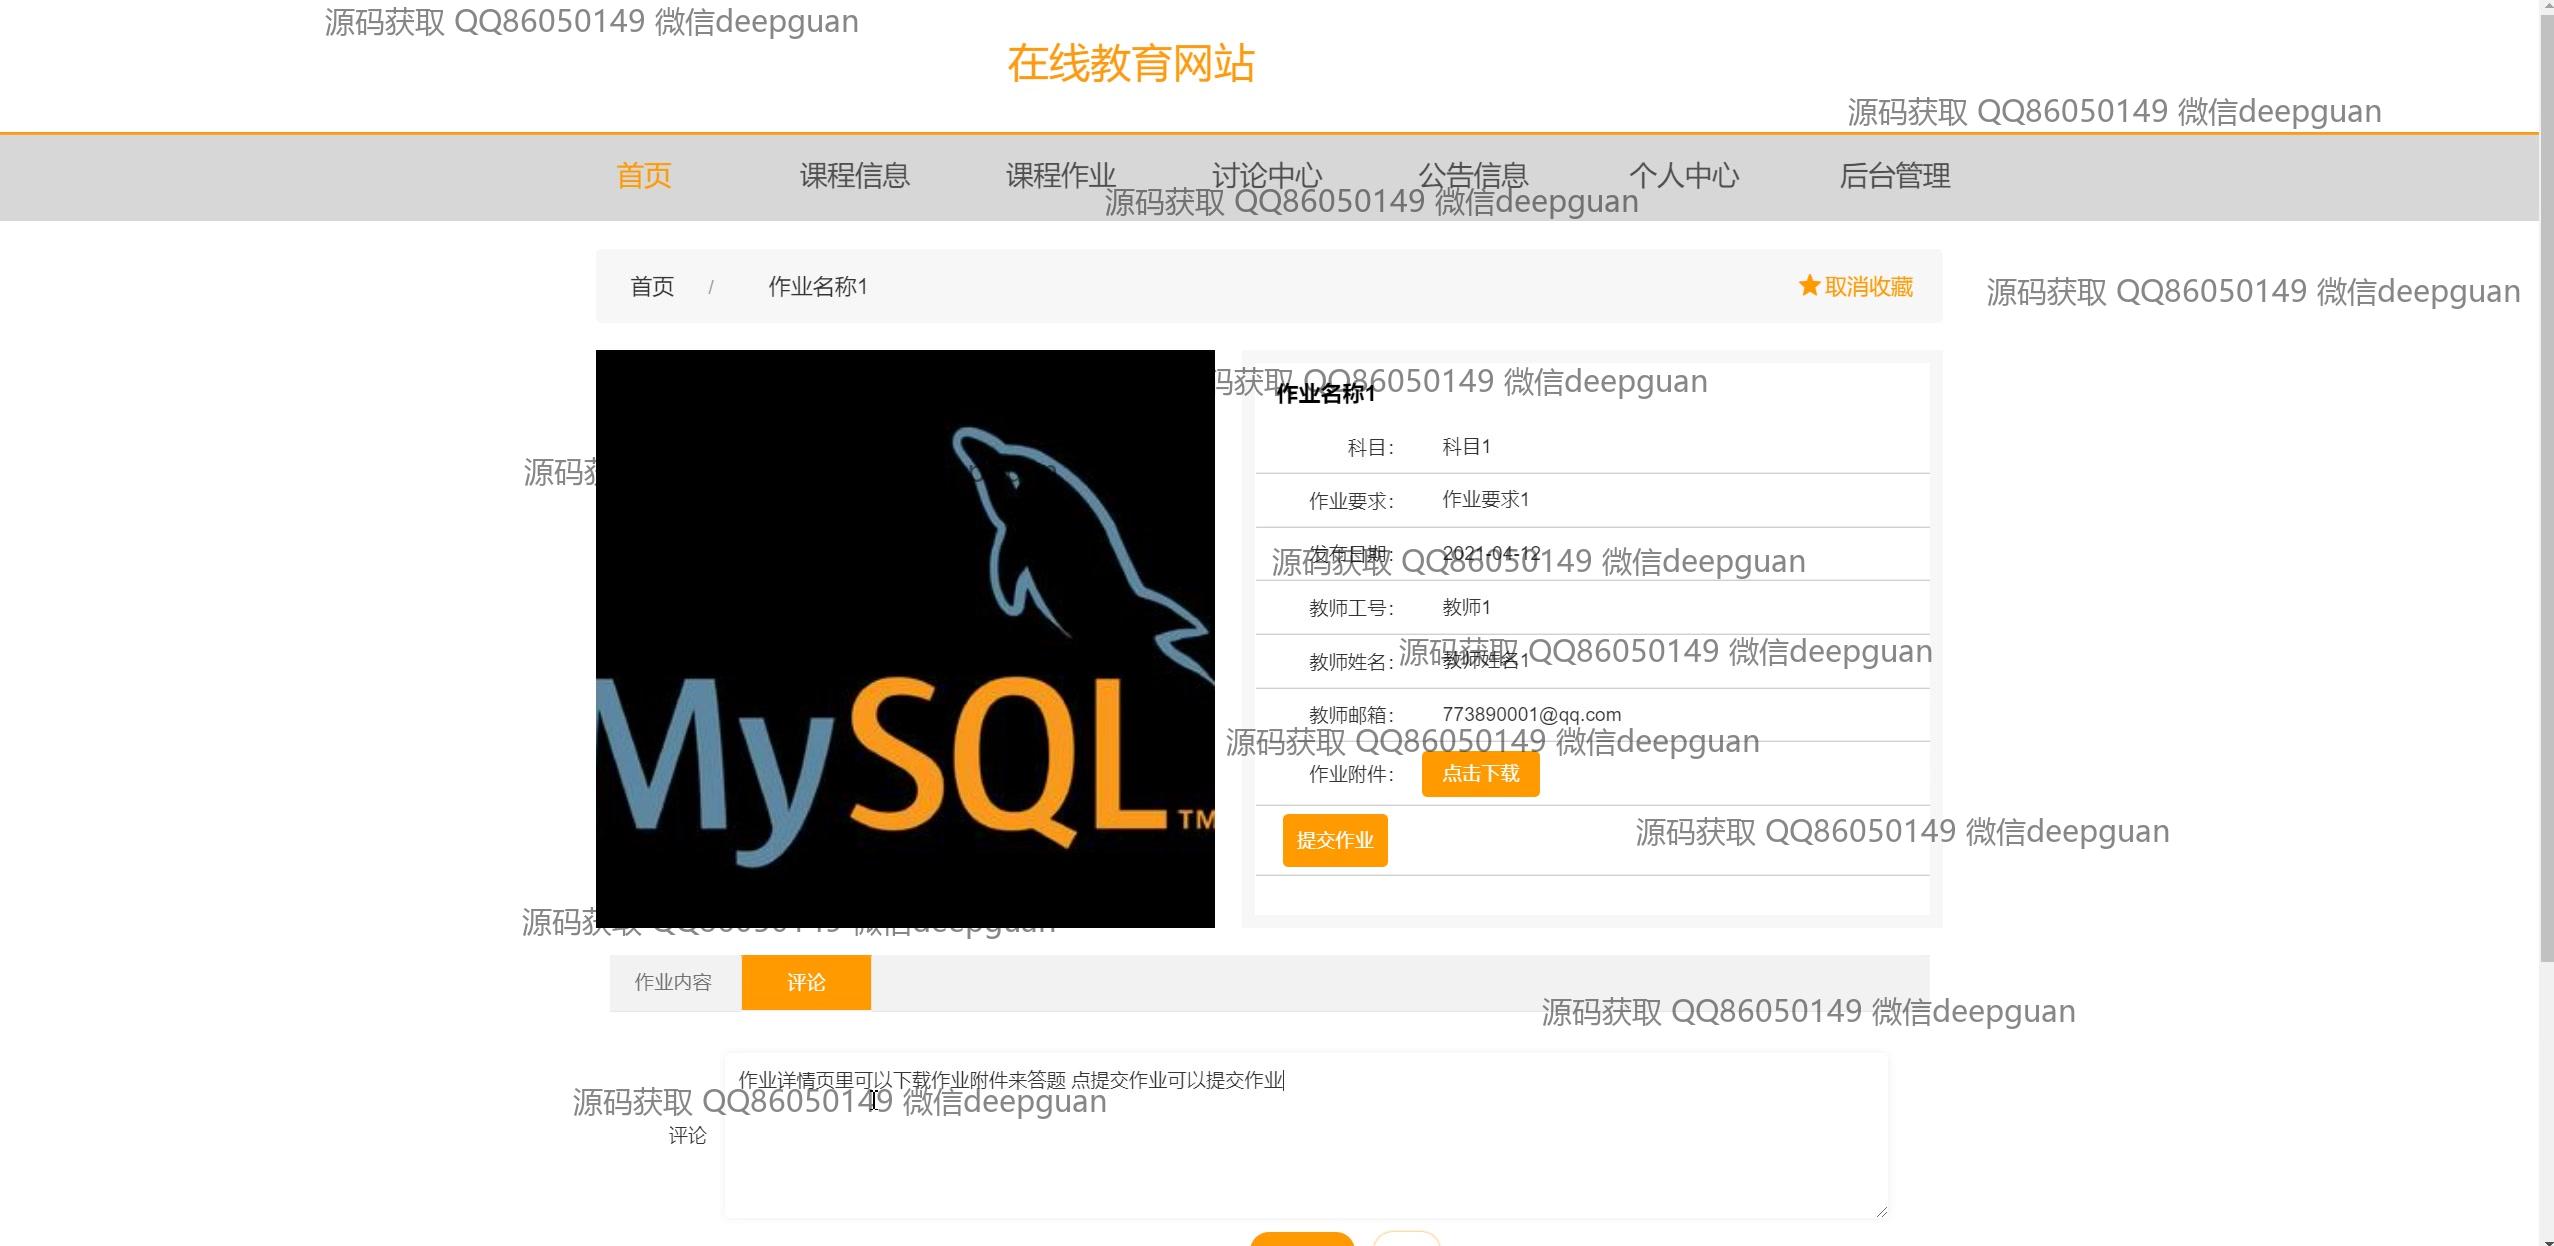 源码获取 QQ86050149 微信deepguan
在线教育网站
源码获取 QQ86050149 微信deepguan
首页 课程信息 课程作业 讨论中心 公告信息 个人中心 后台管理
源码获取 QQ86050149 微信deepguan
首页 / 作业名称1 取消收藏
源码获取 QQ86050149 微信deepguan
码获取 QQ86050149 微信deepguan
作业名称1
科目： 科目1
源码获
MySQL TM
作业要求： 作业要求1
发布日期： 2021-04-12
源码获取 QQ86050149 微信deepguan
教师工号： 教师1
源码获取 QQ86050149 微信deepguan
教师姓名： 教师姓名1
教师邮箱： 773890001@qq.com
源码获取 QQ86050149 微信deepguan
作业附件： 点击下载
源码获取 QQ86050149 微信deepguan
提交作业
源码获取 QQ86050149 微信deepguan
作业内容 评论
源码获取 QQ86050149 微信deepguan
作业详情页里可以下载作业附件来答题 点提交作业可以提交作业
源码获取 QQ86050149 微信deepguan
评论